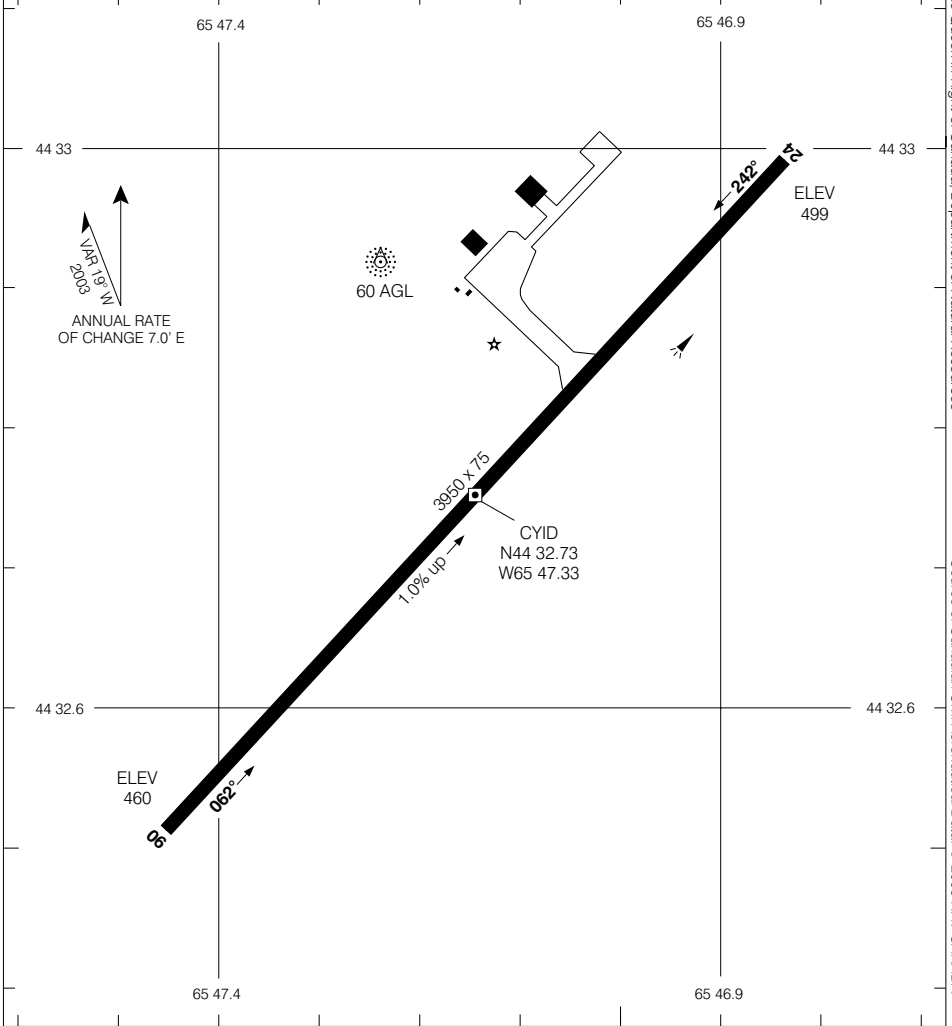 65 47.4
65 46.9
44 33
44 33
24
242°
ELEV
499
VAR 19° W
2003
ANNUAL RATE
OF CHANGE 7.0' E
60 AGL
3950 x 75
CYID
N44 32.73
W65 47.33
1.0% up
44 32.6
44 32.6
ELEV
460
062°
06
65 47.4
65 46.9